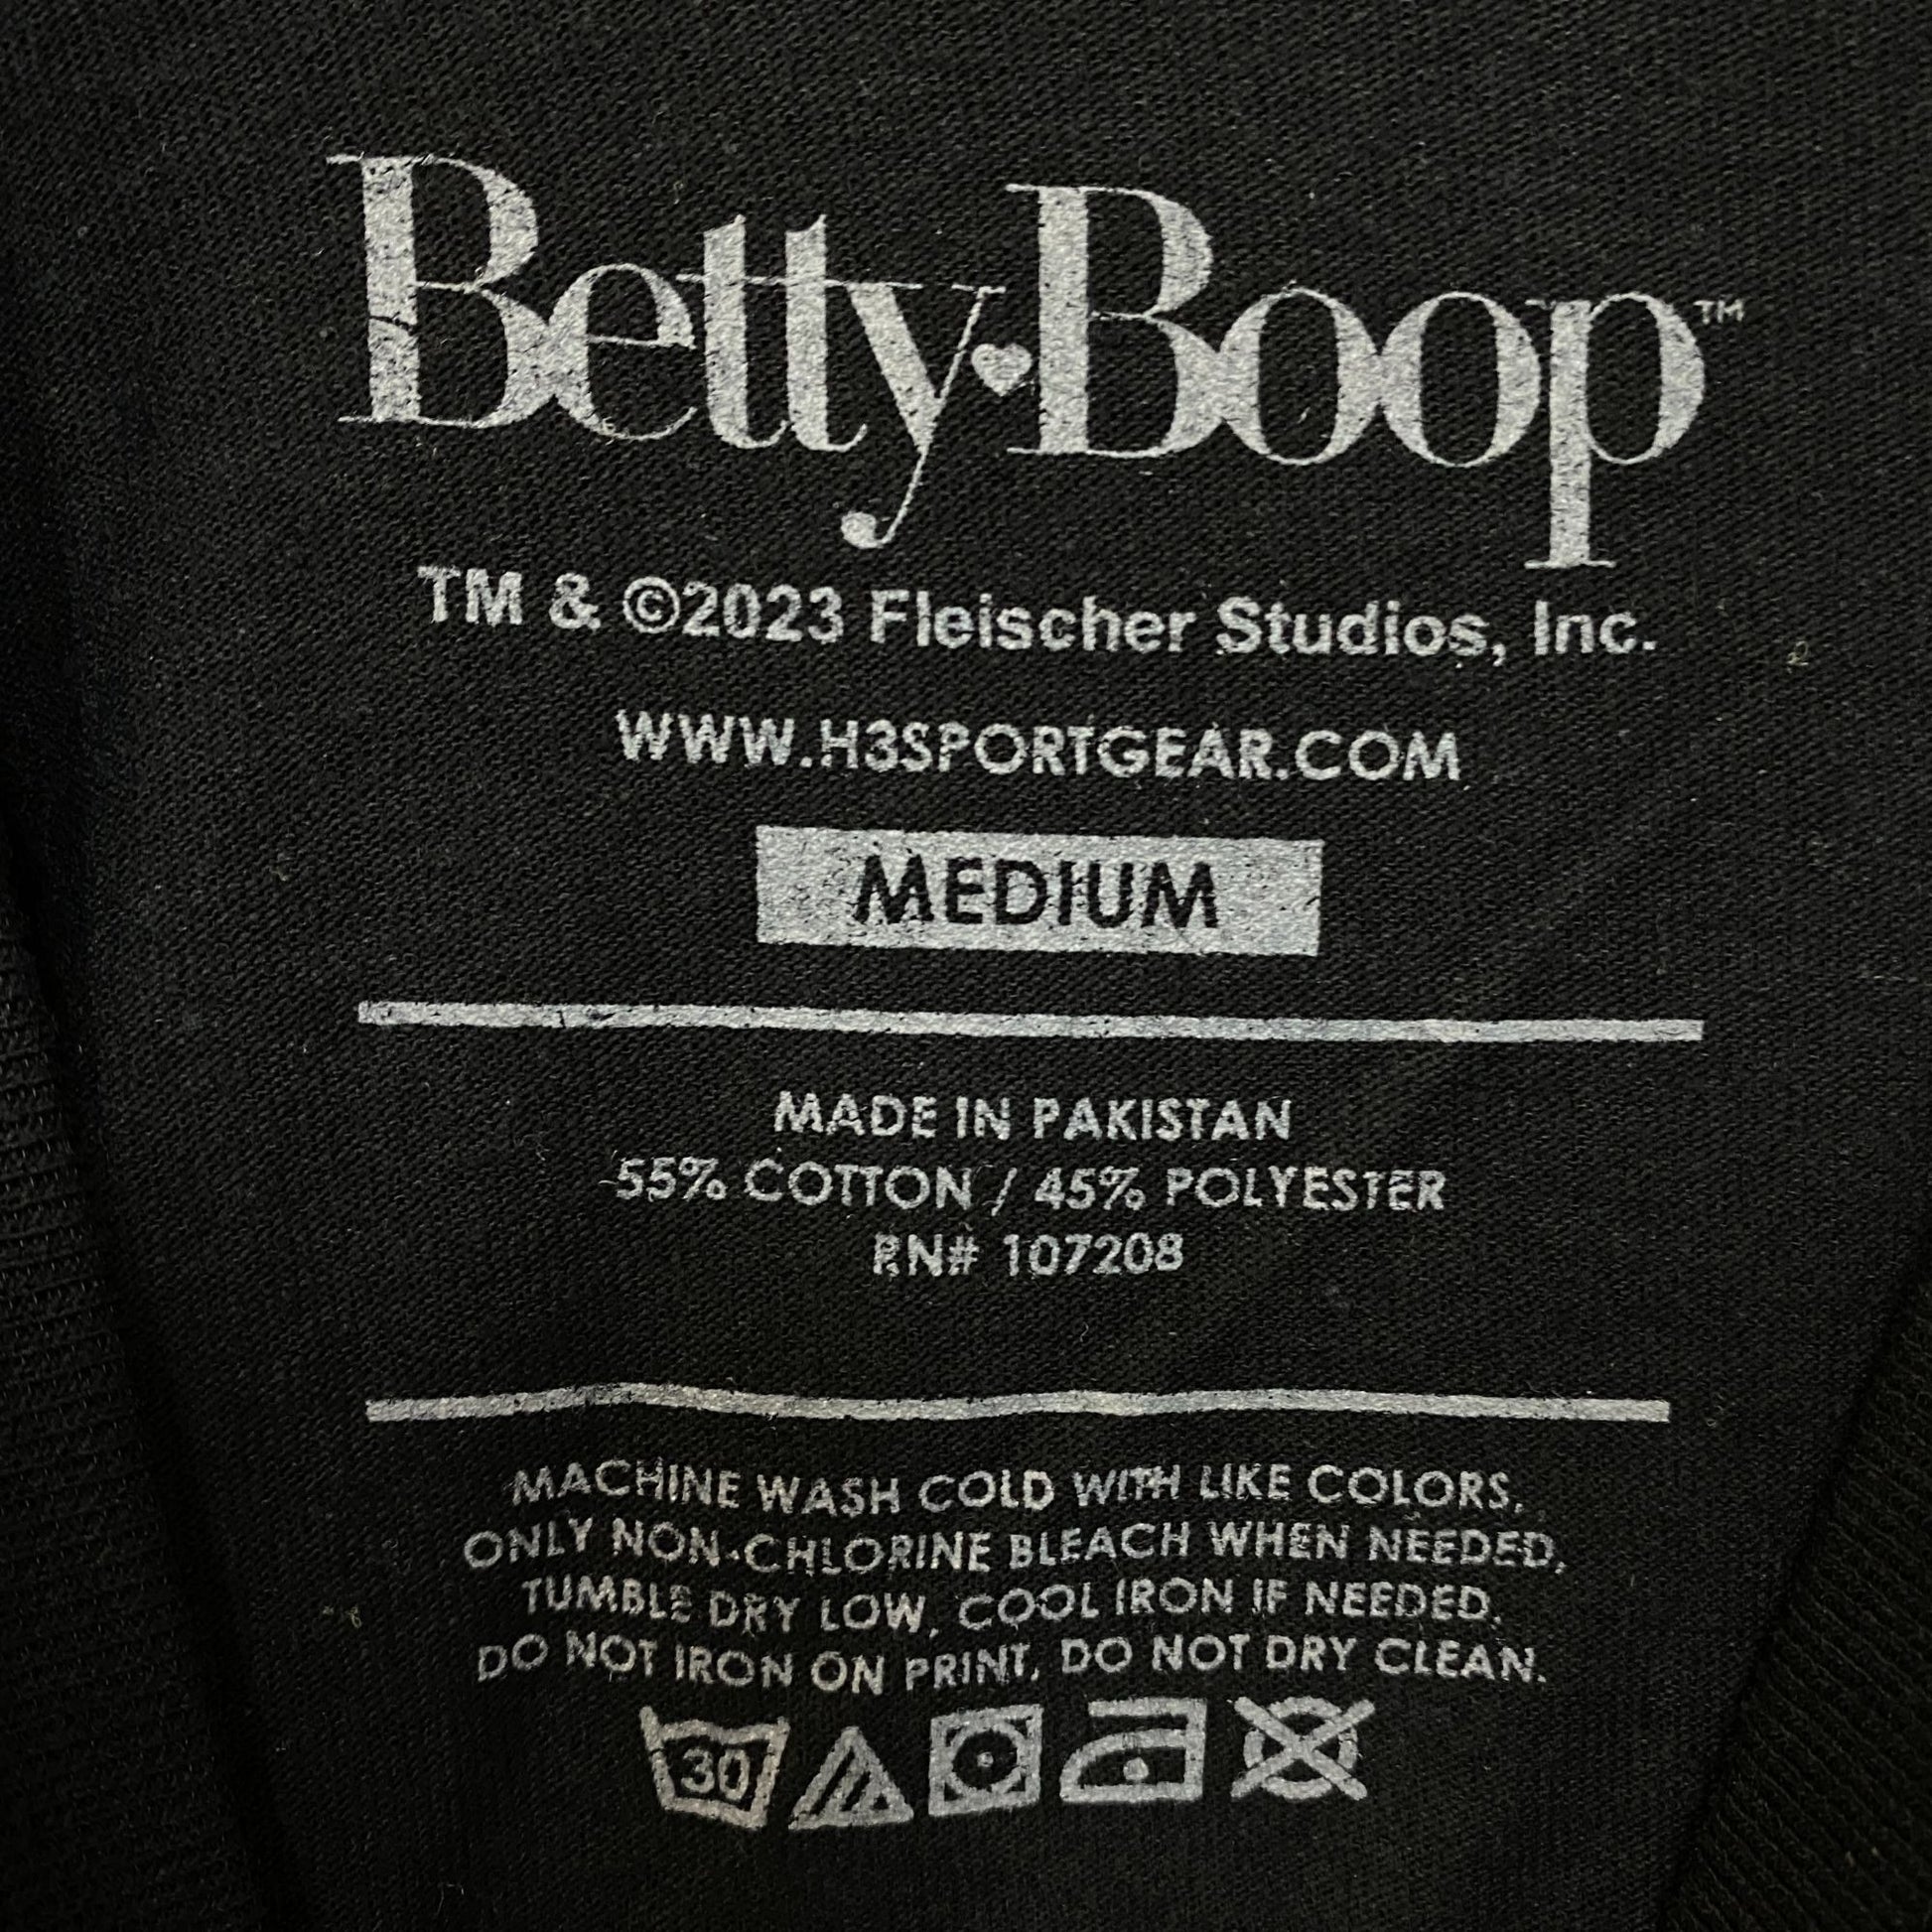 Betty Boop™
TM & ©2023 Fleischer Studios, Inc.
WWW.H3SPORTGEAR.COM
MEDIUM
MADE IN PAKISTAN
55% COTTON / 45% POLYESTER
RN# 107208
MACHINE WASH COLD WITH LIKE COLORS,
ONLY NON-CHLORINE BLEACH WHEN NEEDED,
TUMBLE DRY LOW, COOL IRON IF NEEDED.
DO NOT IRON ON PRINT, DO NOT DRY CLEAN.
30